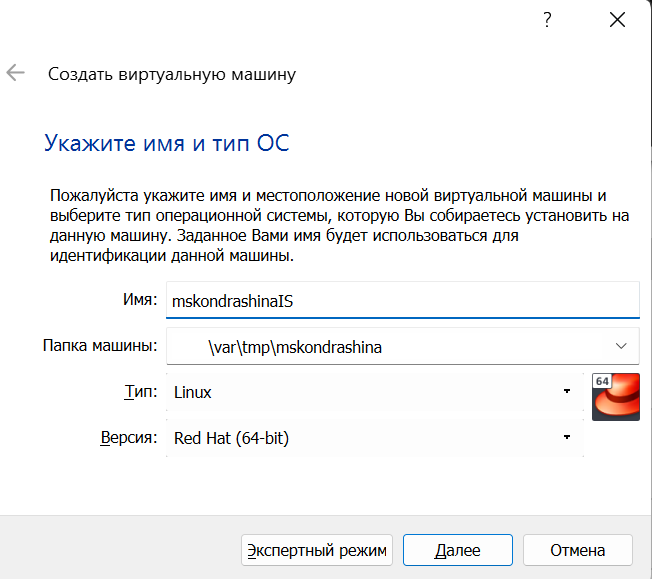 ?
Создать виртуальную машину
Укажите имя и тип ОС
Пожалуйста укажите имя и местоположение новой виртуальной машины и
выберите тип операционной системы, которую Вы собираетесь установить на
данную машину. Заданное Вами имя будет использоваться для
идентификации данной машины.
Имя: mskondrashinaIS
Папка машины: \var\tmp\mskondrashina
Тип: Linux
64
Версия: Red Hat (64-bit)
Экспертный режим Далее Отмена